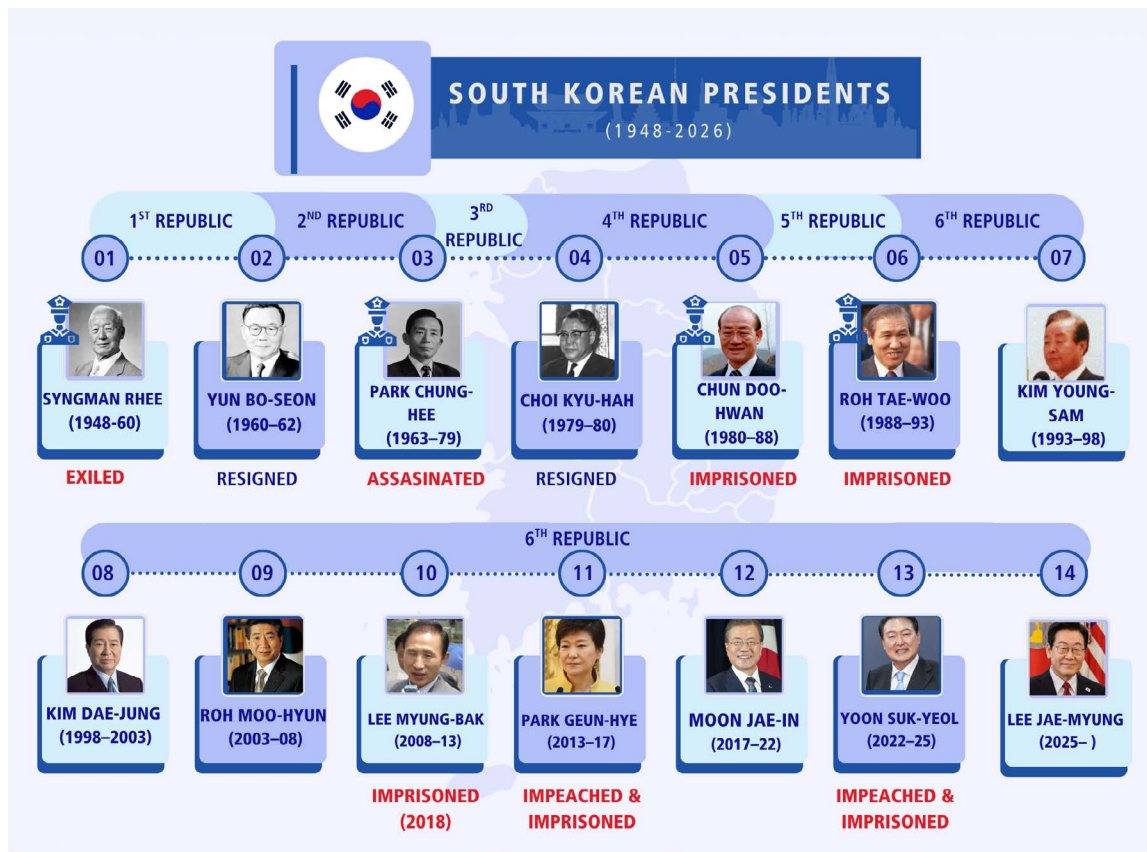 SOUTH KOREAN PRESIDENTS
(1948-2026)
1ST REPUBLIC
2ND REPUBLIC
3RD
REPUBLIC
4TH REPUBLIC
5TH REPUBLIC
6TH REPUBLIC
01
02
03
04
05
06
07
SYNGMAN RHEE
(1948-60)
EXILED
YUN BO-SEON
(1960–62)
RESIGNED
PARK CHUNG-
HEE
(1963–79)
ASSASINATED
CHOI KYU-HAH
(1979–80)
RESIGNED
CHUN DOO-
HWAN
(1980–88)
IMPRISONED
ROH TAE-WOO
(1988–93)
IMPRISONED
KIM YOUNG-
SAM
(1993–98)
6TH REPUBLIC
08
09
10
11
12
13
14
KIM DAE-JUNG
(1998–2003)
ROH MOO-HYUN
(2003–08)
LEE MYUNG-BAK
(2008–13)
IMPRISONED
(2018)
PARK GEUN-HYE
(2013–17)
IMPEACHED &
IMPRISONED
MOON JAE-IN
(2017–22)
YOON SUK-YEOL
(2022–25)
IMPEACHED &
IMPRISONED
LEE JAE-MYUNG
(2025– )